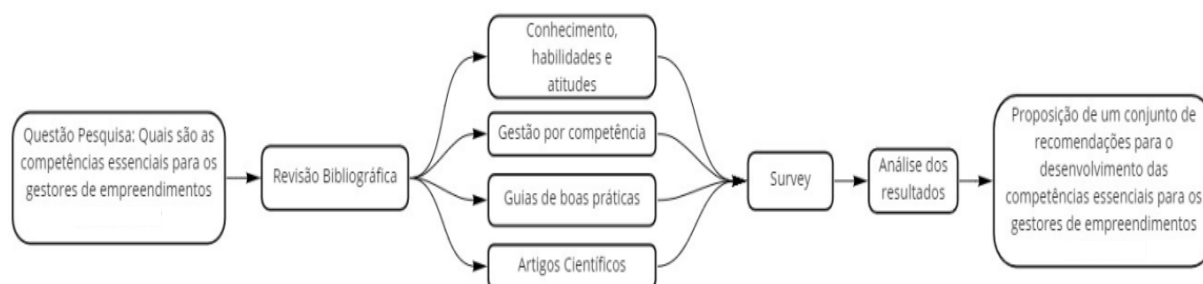 Questão Pesquisa: Quais são as
competências essenciais para os
gestores de empreendimentos
Revisão Bibliográfica
Conhecimento,
habilidades e
atitudes
Gestão por competência
Guias de boas práticas
Artigos Científicos
Survey
Análise dos
resultados
Proposição de um conjunto de
recomendações para o
desenvolvimento das
competências essenciais para os
gestores de empreendimentos